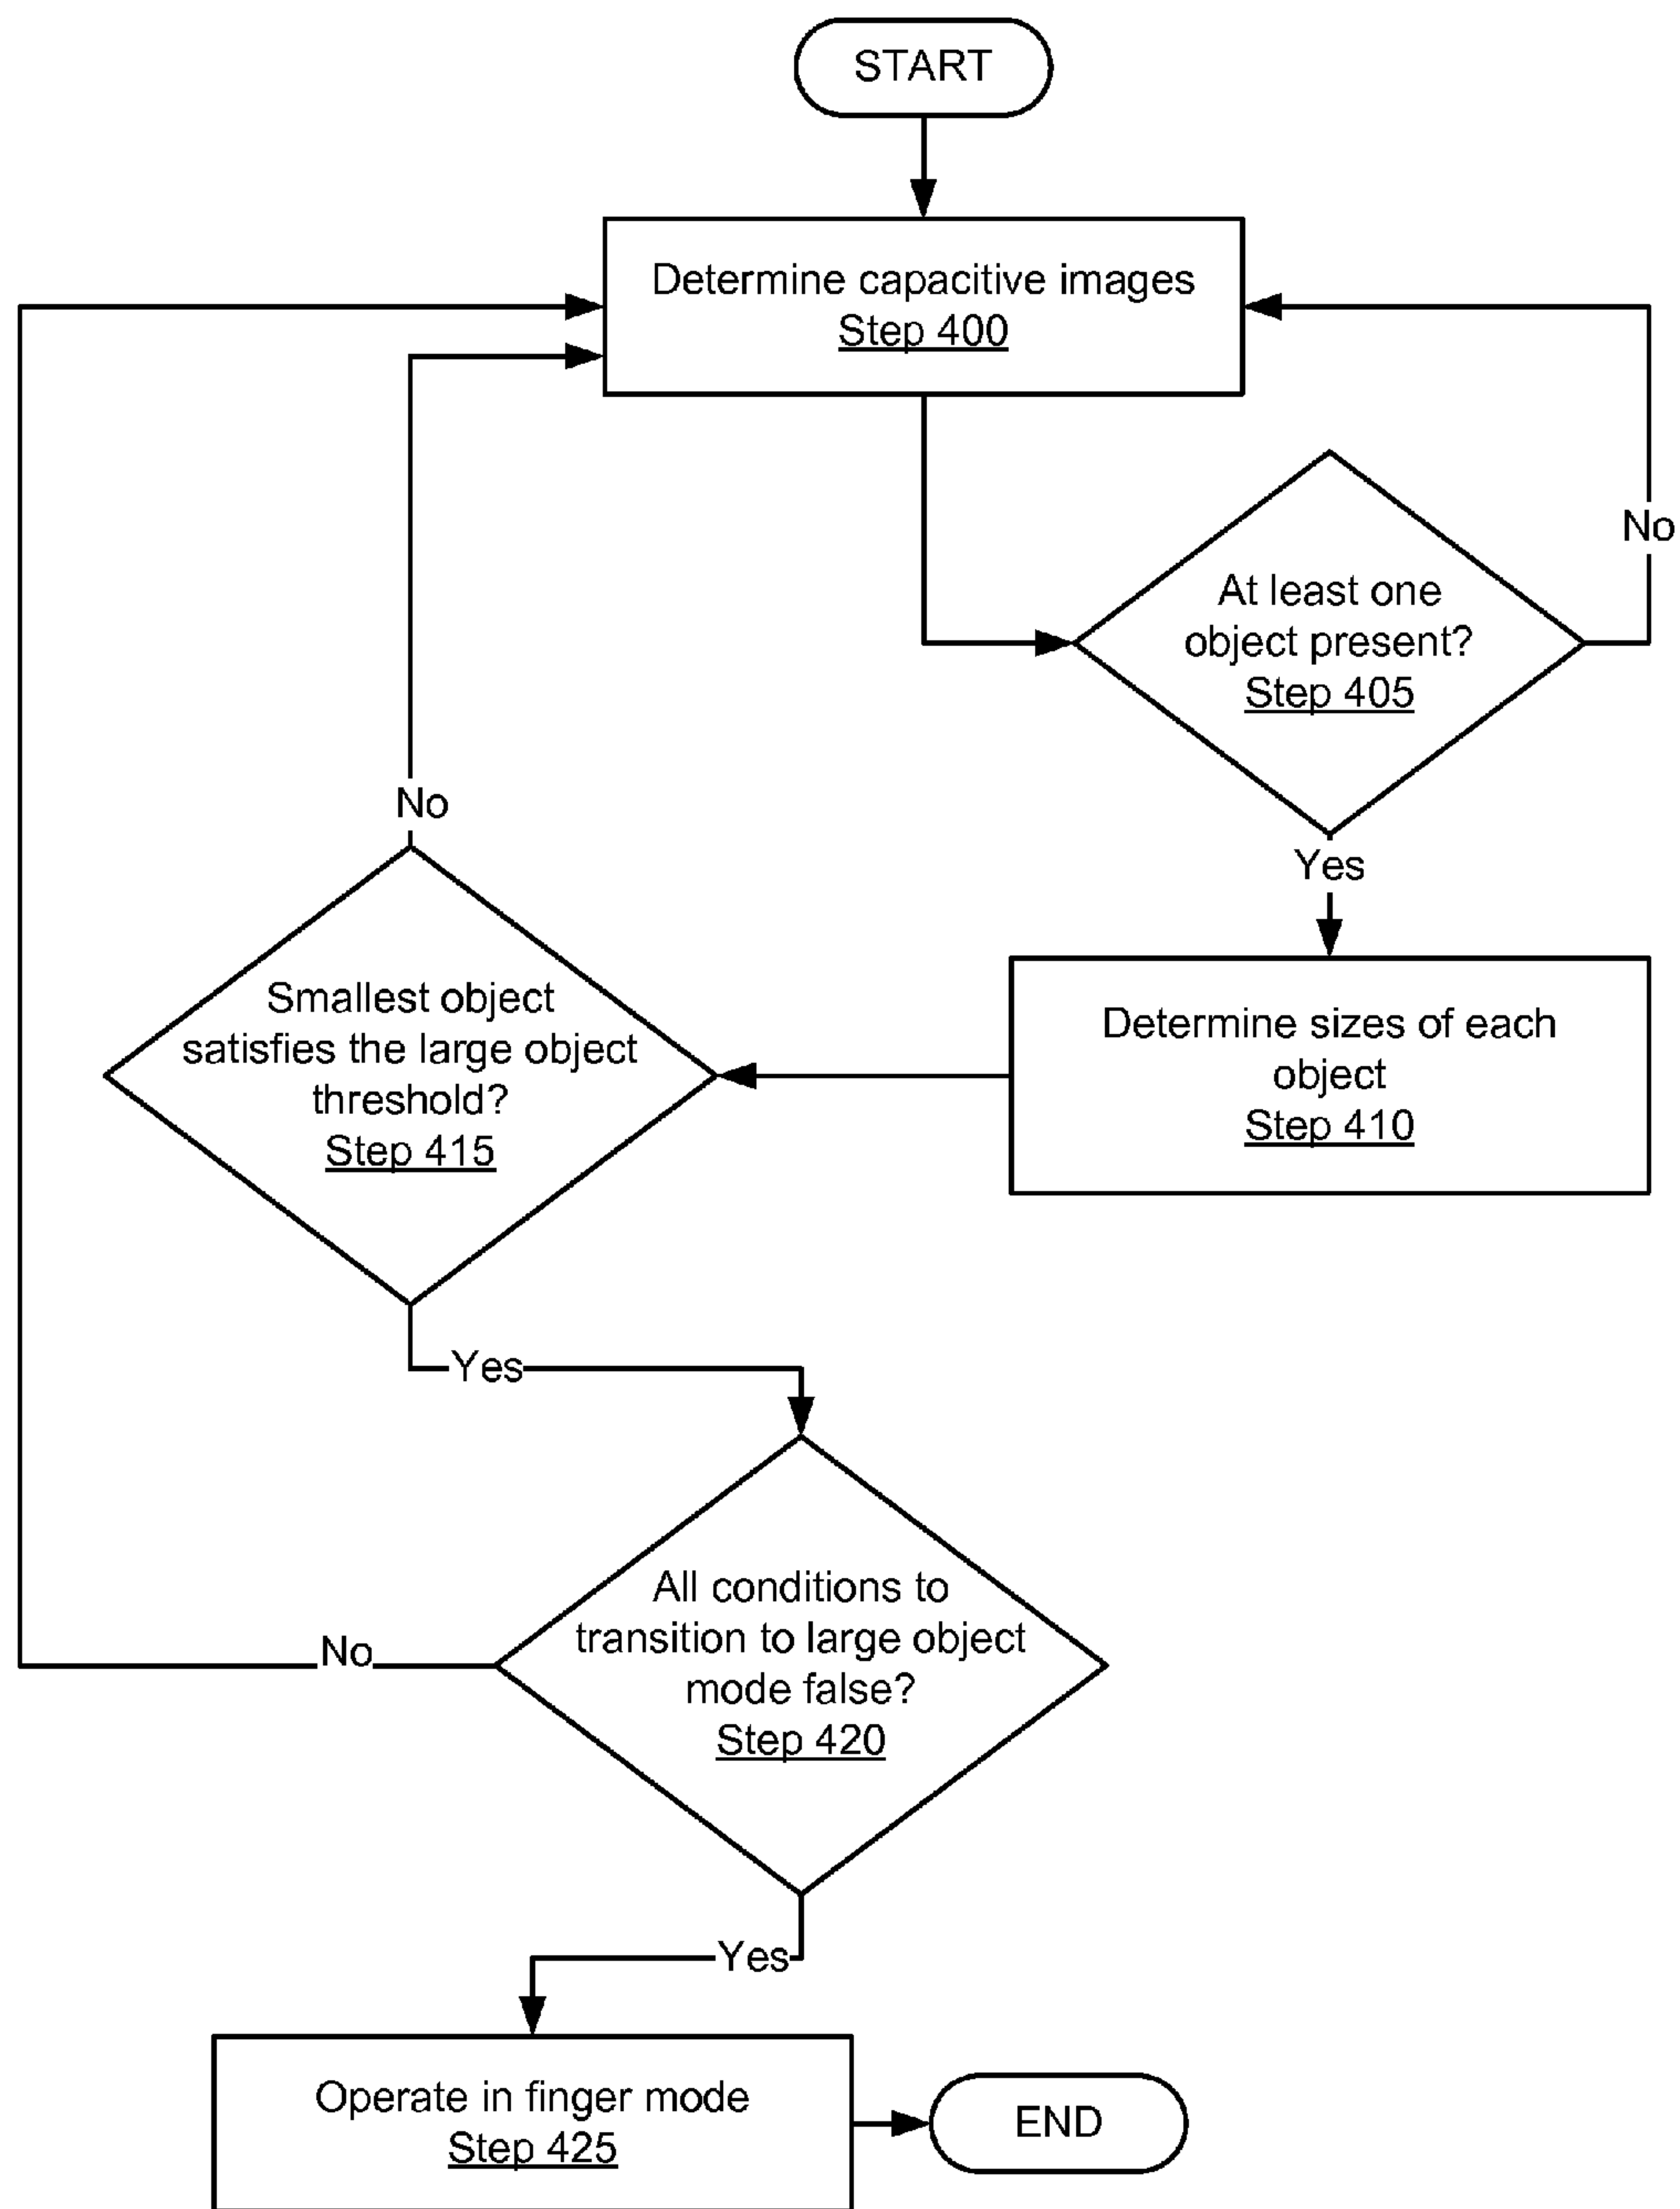 START
Determine capacitive images
Step 400
At least one
object present?
Step 405
No
Yes
Determine sizes of each
object
Step 410
Smallest object
satisfies the large object
threshold?
Step 415
No
Yes
All conditions to
transition to large object
mode false?
Step 420
No
Yes
Operate in finger mode
Step 425
END